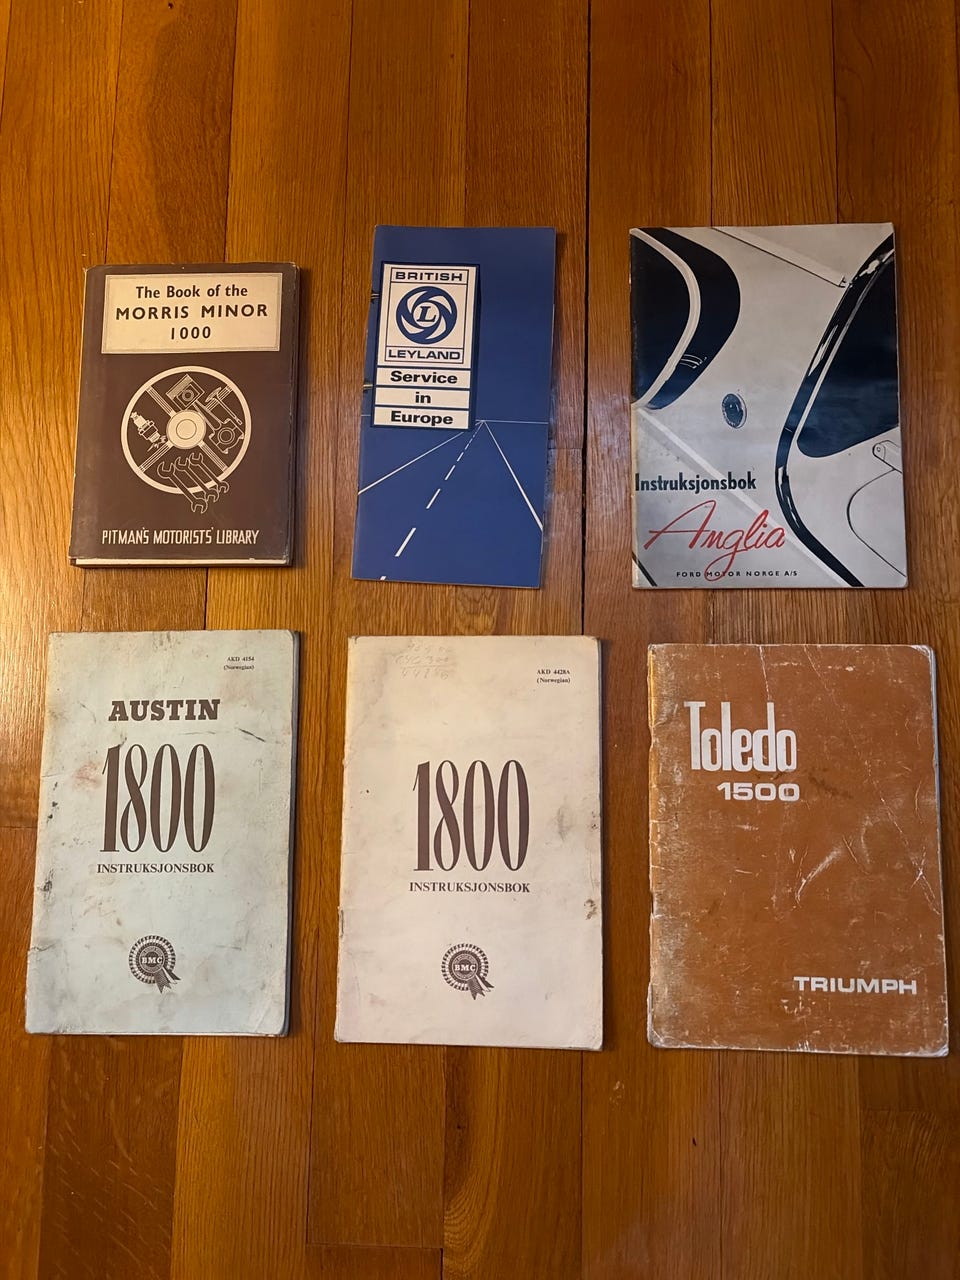 The Book of the
MORRIS MINOR
1000
PITMAN'S MOTORISTS' LIBRARY
BRITISH
L
LEYLAND
Service
in
Europe
Instruksjonsbok
Anglia
FORD MOTOR NORGE A/S
AKD 4154
(Norwegian)
AUSTIN
1800
INSTRUKSJONSBOK
BMC
AKD 4428A
(Norwegian)
1800
INSTRUKSJONSBOK
BMC
Toledo
1500
TRIUMPH